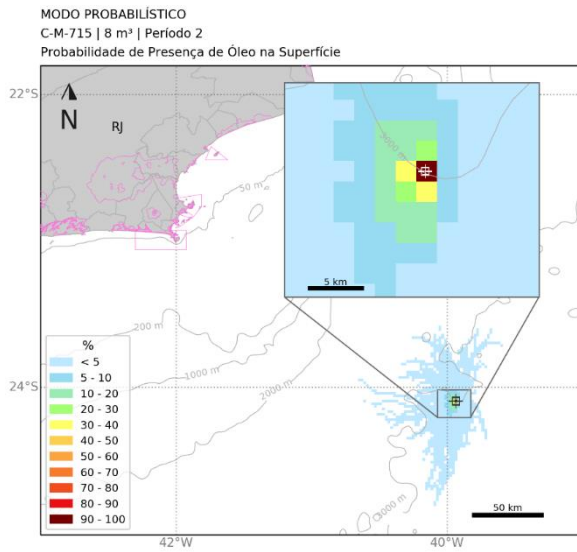 MODO PROBABILÍSTICO
C-M-715 | 8 m³ | Período 2
Probabilidade de Presença de Óleo na Superfície
22°S
N
RJ
50 m
3000 m
5 km
200 m
1000 m
2000 m
24°S
%
< 5
5 - 10
10 - 20
20 - 30
30 - 40
40 - 50
50 - 60
60 - 70
70 - 80
80 - 90
90 - 100
3000 m
50 km
42°W
40°W